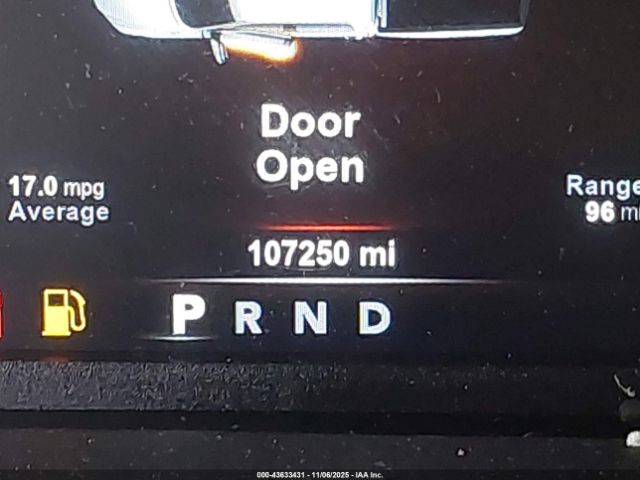 Door
Open
17.0 mpg
Average
Range
96
107250 mi
P R N D
000-43633431 - 11/06/2025 - IAA Inc.